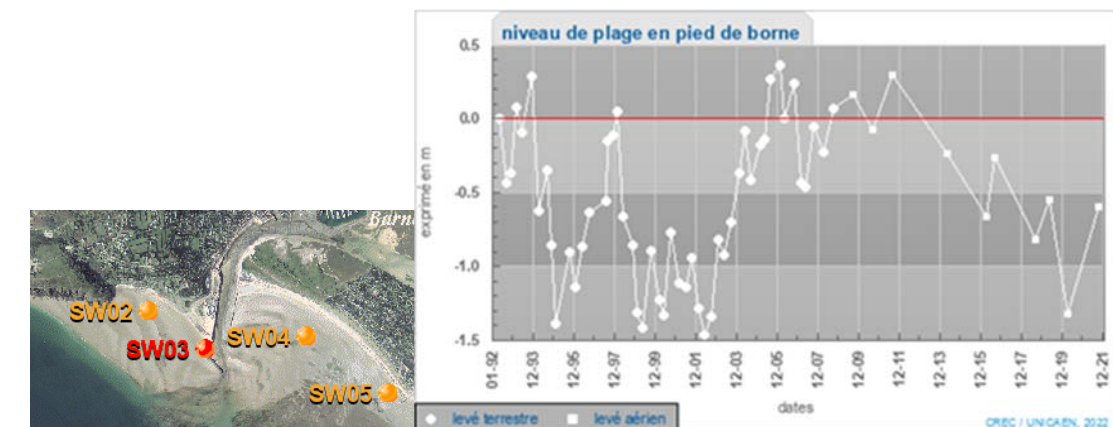 Barn
SW02
SW03
SW04
SW05
niveau de plage en pied de borne
exprimé en m
0.5
0.0
-0.5
-1.0
-1.5
01-92
12-93
12-95
12-97
12-99
12-01
12-03
12-05
12-07
12-09
12-11
12-13
12-15
12-17
12-19
12-21
dates
levé terrestre
levé aérien
CREC / UNICAEN, 2022